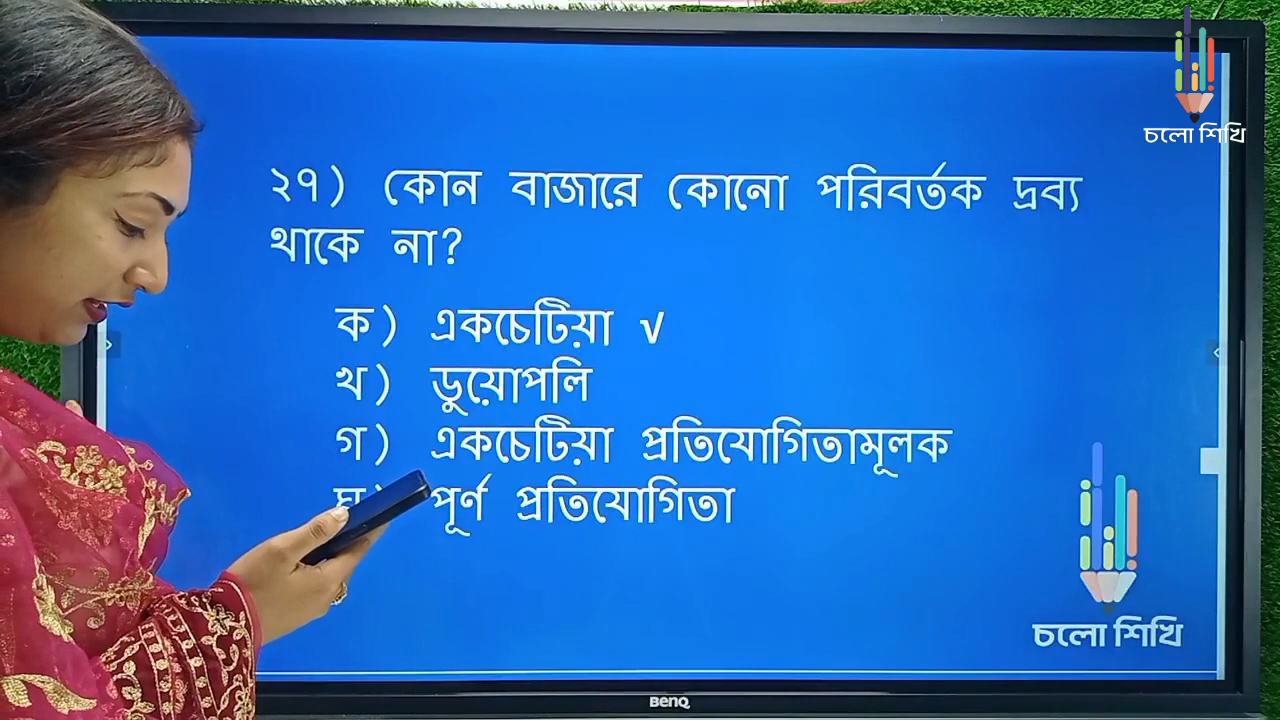 চলো শিখি
২৭) কোন বাজারে কোনো পরিবর্তক দ্রব্য
থাকে না?
ক) একচেটিয়া √
খ) ডুয়োপলি
গ) একচেটিয়া প্রতিযোগিতামূলক
ঘ) পূর্ণ প্রতিযোগিতা
চলো শিখি
BenQ